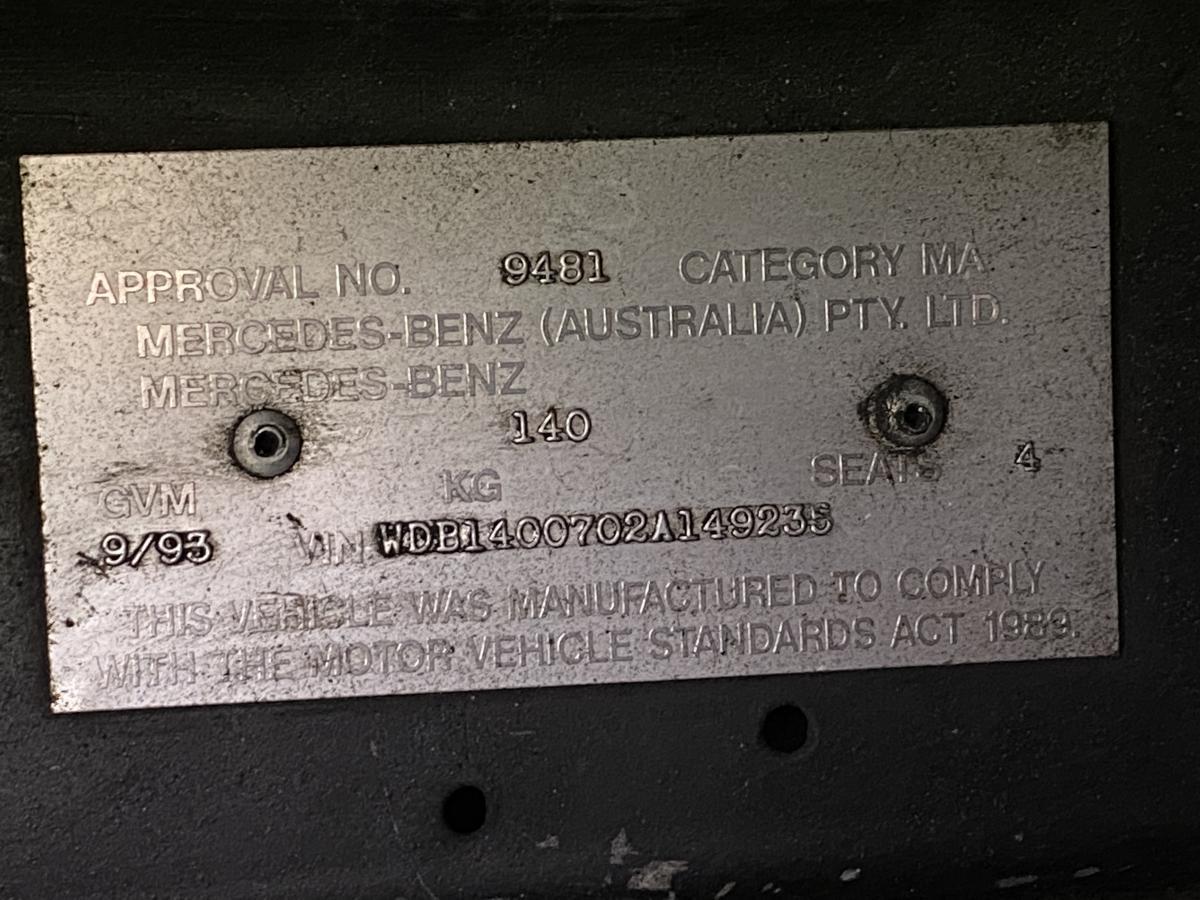 APPROVAL NO. 9481 CATEGORY MA
MERCEDES-BENZ (AUSTRALIA) PTY. LTD.
MERCEDES-BENZ
140
GVM KG SEATS 4
9/93 VIN WDB1400702A149235
THIS VEHICLE WAS MANUFACTURED TO COMPLY
WITH THE MOTOR VEHICLE STANDARDS ACT 1989.